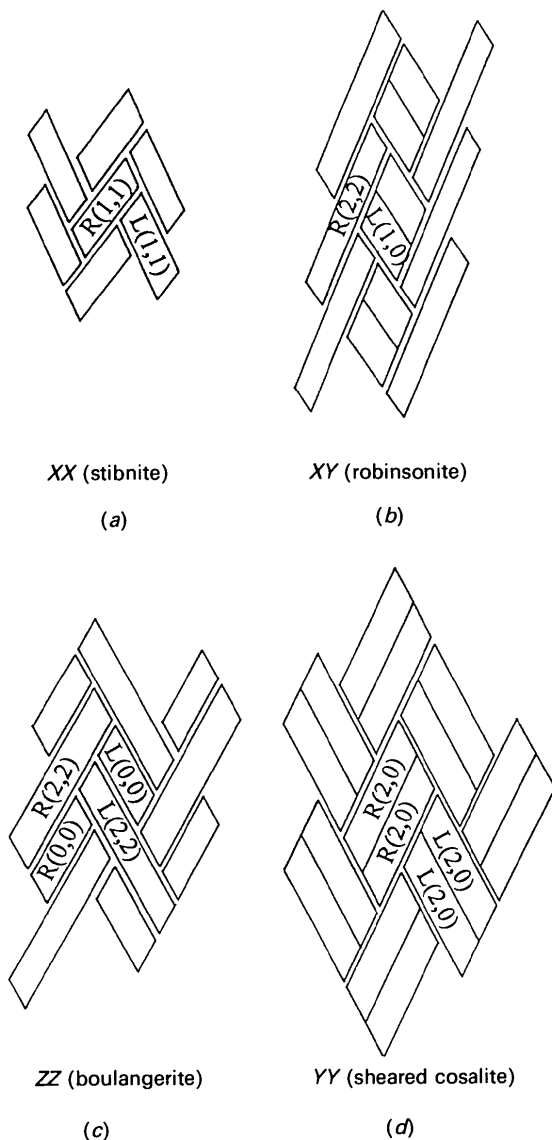 R(1,1)
L(1,1)
R(2,2)
L(1,0)
XX (stibnite)
XY (robinsonite)
(a)
(b)
R(2,2)
L(0,0)
R(0,0)
L(2,2)
R(2,0)
R(2,0)
L(2,0)
L(2,0)
ZZ (boulangerite)
YY (sheared cosalite)
(c)
(d)